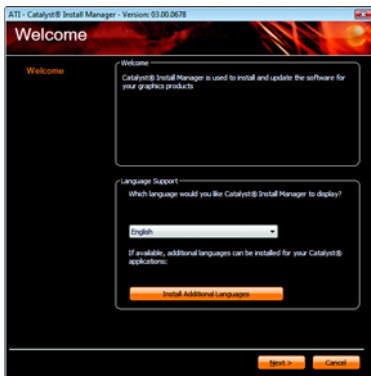 ATI - Catalyst® Install Manager - Version: 03.00.0678
Welcome
Welcome
Welcome
Catalyst® Install Manager is used to install and update the software for
your graphics products
Language Support
Which language would you like Catalyst® Install Manager to display?
English
If available, additional languages can be installed for your Catalyst®
applications:
Install Additional Languages
Next >
Cancel